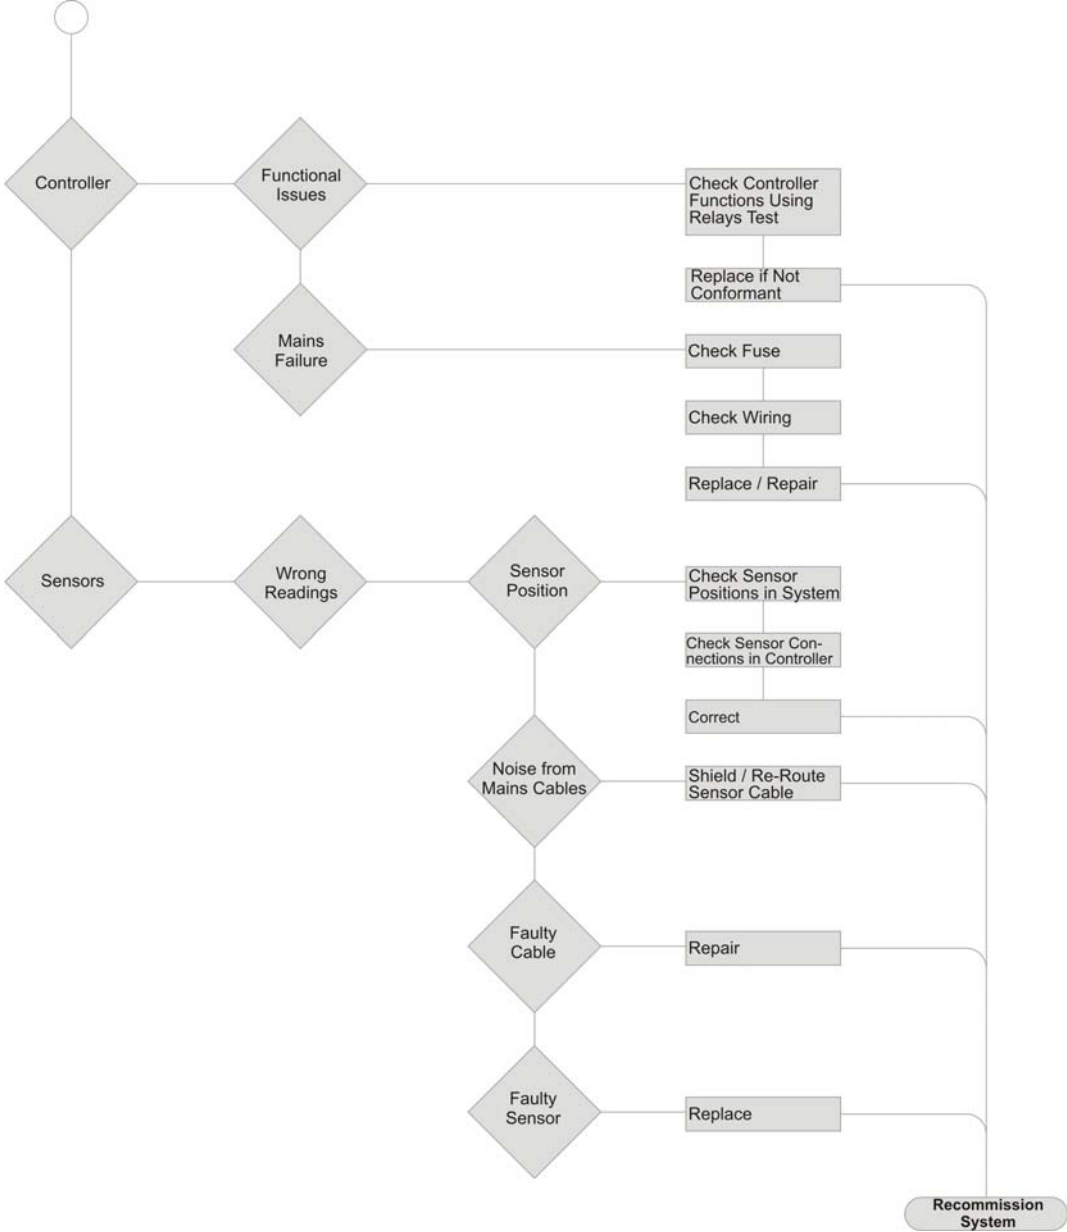 Controller
Functional
Issues
Check Controller
Functions Using
Relays Test
Replace if Not
Conformant
Mains
Failure
Check Fuse
Check Wiring
Replace / Repair
Sensors
Wrong
Readings
Sensor
Position
Check Sensor
Positions in System
Check Sensor Con-
nections in Controller
Correct
Noise from
Mains Cables
Shield / Re-Route
Sensor Cable
Faulty
Cable
Repair
Faulty
Sensor
Replace
Recommission
System